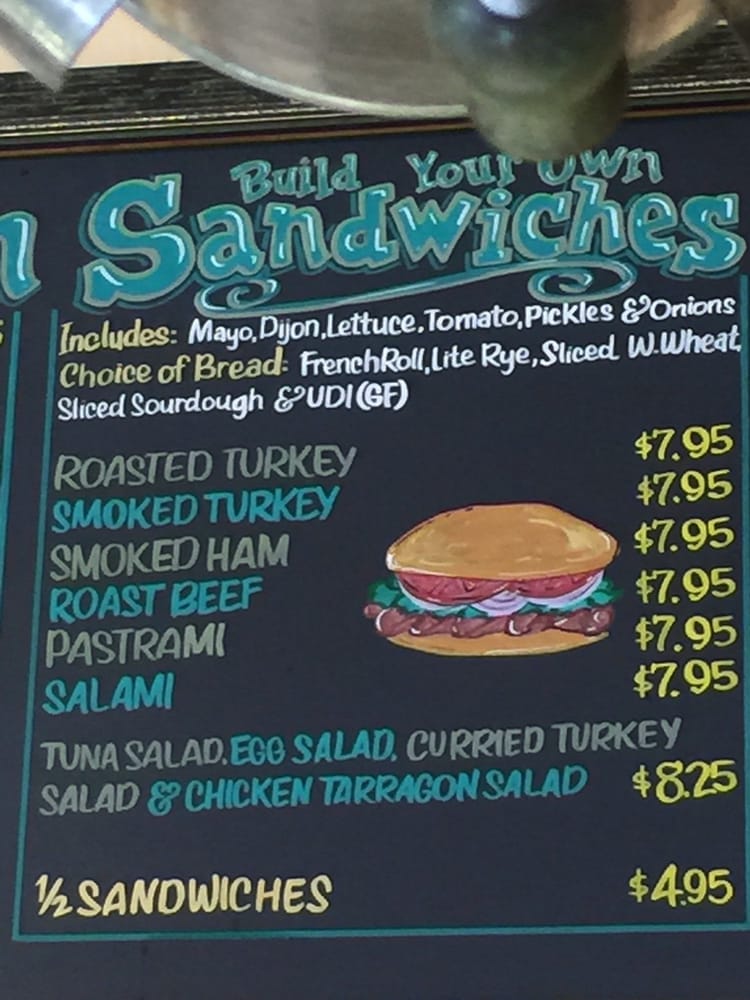 Build Your Own
Sandwiches
Includes: Mayo, Dijon, Lettuce, Tomato, Pickles & Onions
Choice of Bread: French Roll, Lite Rye, Sliced W. Wheat,
Sliced Sourdough & UDI (GF)
ROASTED TURKEY $7.95
SMOKED TURKEY $7.95
SMOKED HAM $7.95
ROAST BEEF $7.95
PASTRAMI $7.95
SALAMI $7.95
TUNA SALAD, EGG SALAD, CURRIED TURKEY
SALAD & CHICKEN TARRAGON SALAD $8.25
1/2 SANDWICHES $4.95